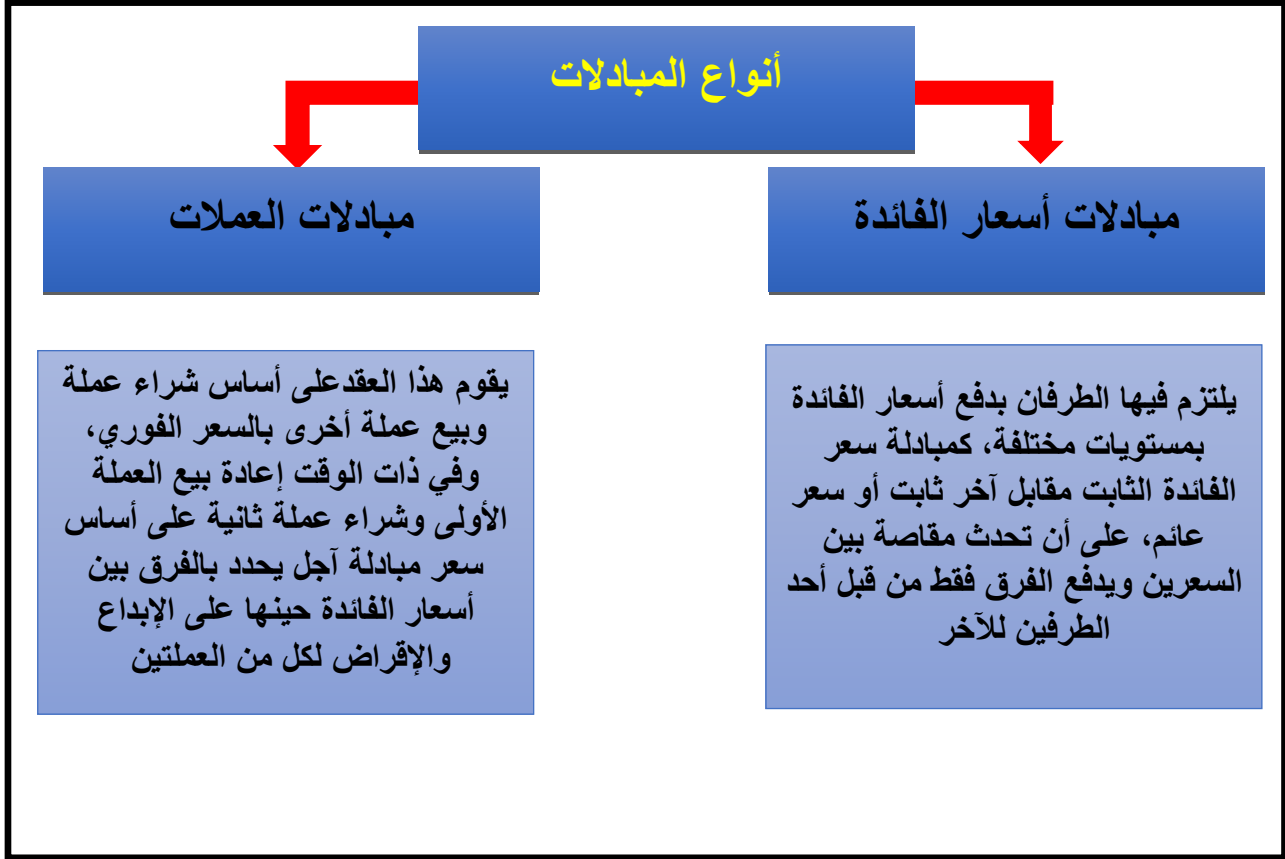 أنواع المبادلات
مبادلات أسعار الفائدة
مبادلات العملات
يلتزم فيها الطرفان بدفع أسعار الفائدة
بمستويات مختلفة، كمبادلة سعر
الفائدة الثابت مقابل آخر ثابت أو سعر
عائم، على أن تحدث مقاصة بين
السعرين ويدفع الفرق فقط من قبل أحد
الطرفين للآخر
يقوم هذا العقدعلى أساس شراء عملة
وبيع عملة أخرى بالسعر الفوري،
وفي ذات الوقت إعادة بيع العملة
الأولى وشراء عملة ثانية على أساس
سعر مبادلة آجل يحدد بالفرق بين
أسعار الفائدة حينها على الإبداع
والإقراض لكل من العملتين